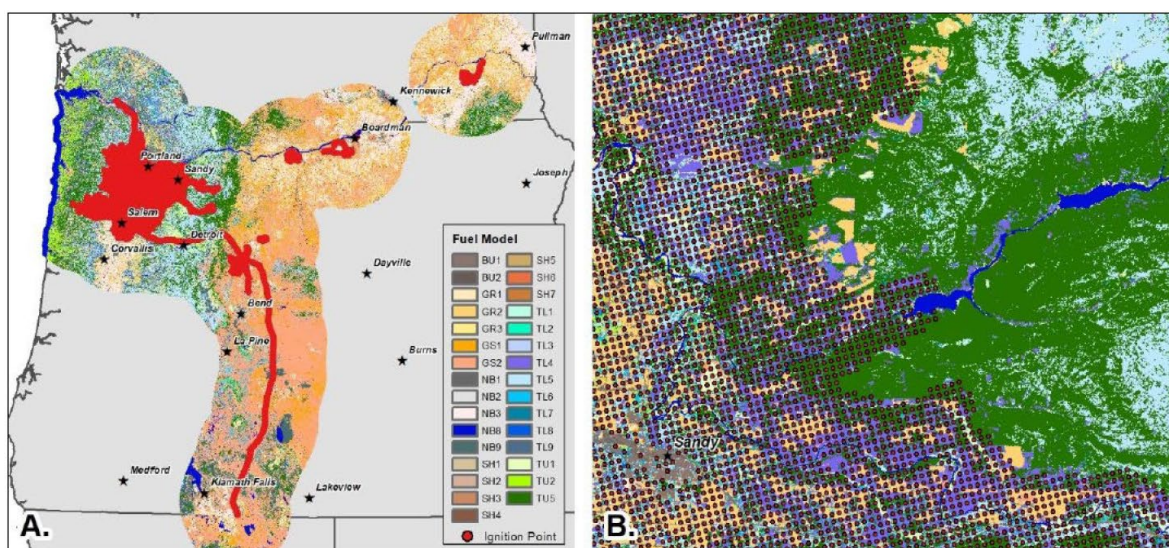 Pullman
Kennewick
Boardman
Portland
Sandy
Joseph
Salem
Detroit
Corvallis
Dayville
Bend
La Pine
Burns
Medford
Klamath Falls
Lakeview
Fuel Model
BU1
BU2
GR1
GR2
GR3
GS1
GS2
NB1
NB2
NB3
NB8
NB9
SH1
SH2
SH3
SH4
SH5
SH6
SH7
TL1
TL2
TL3
TL4
TL5
TL6
TL7
TL8
TL9
TU1
TU2
TU5
Ignition Point
A.
Sandy
B.